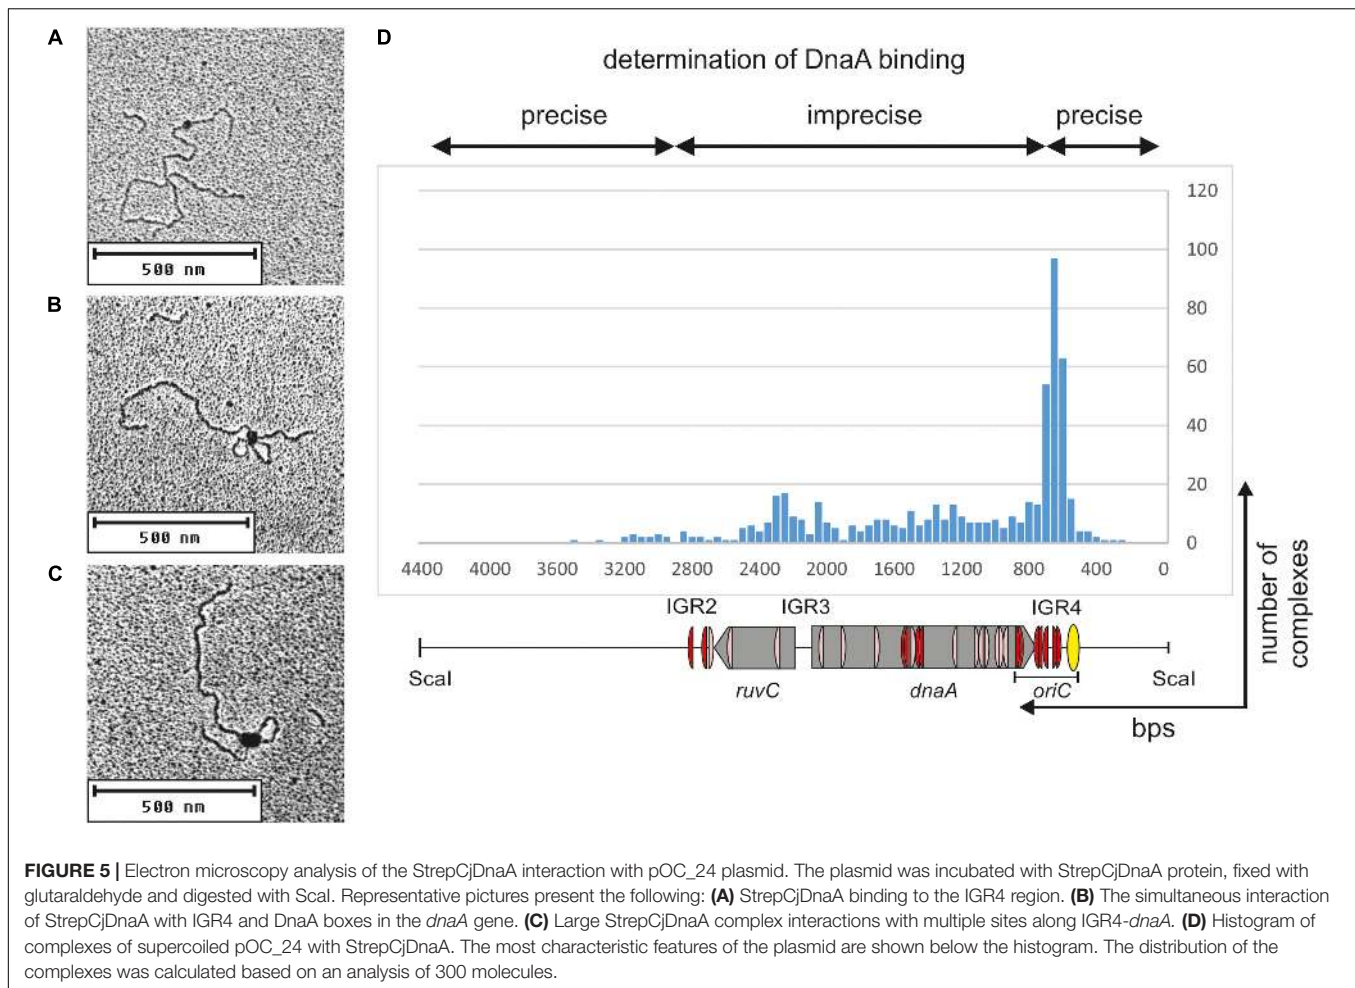 A
500 nm
B
500 nm
C
500 nm
D
determination of DnaA binding
precise imprecise precise
120
100
80
60
40
20
0
4400 4000 3600 3200 2800 2400 2000 1600 1200 800 400 0
number of
complexes
IGR2 IGR3 IGR4
ScaI ruvC dnaA oriC ScaI
bps
FIGURE 5 | Electron microscopy analysis of the StrepCjDnaA interaction with pOC_24 plasmid. The plasmid was incubated with StrepCjDnaA protein, fixed with
glutaraldehyde and digested with ScaI. Representative pictures present the following: (A) StrepCjDnaA binding to the IGR4 region. (B) The simultaneous interaction
of StrepCjDnaA with IGR4 and DnaA boxes in the dnaA gene. (C) Large StrepCjDnaA complex interactions with multiple sites along IGR4-dnaA. (D) Histogram of
complexes of supercoiled pOC_24 with StrepCjDnaA. The most characteristic features of the plasmid are shown below the histogram. The distribution of the
complexes was calculated based on an analysis of 300 molecules.